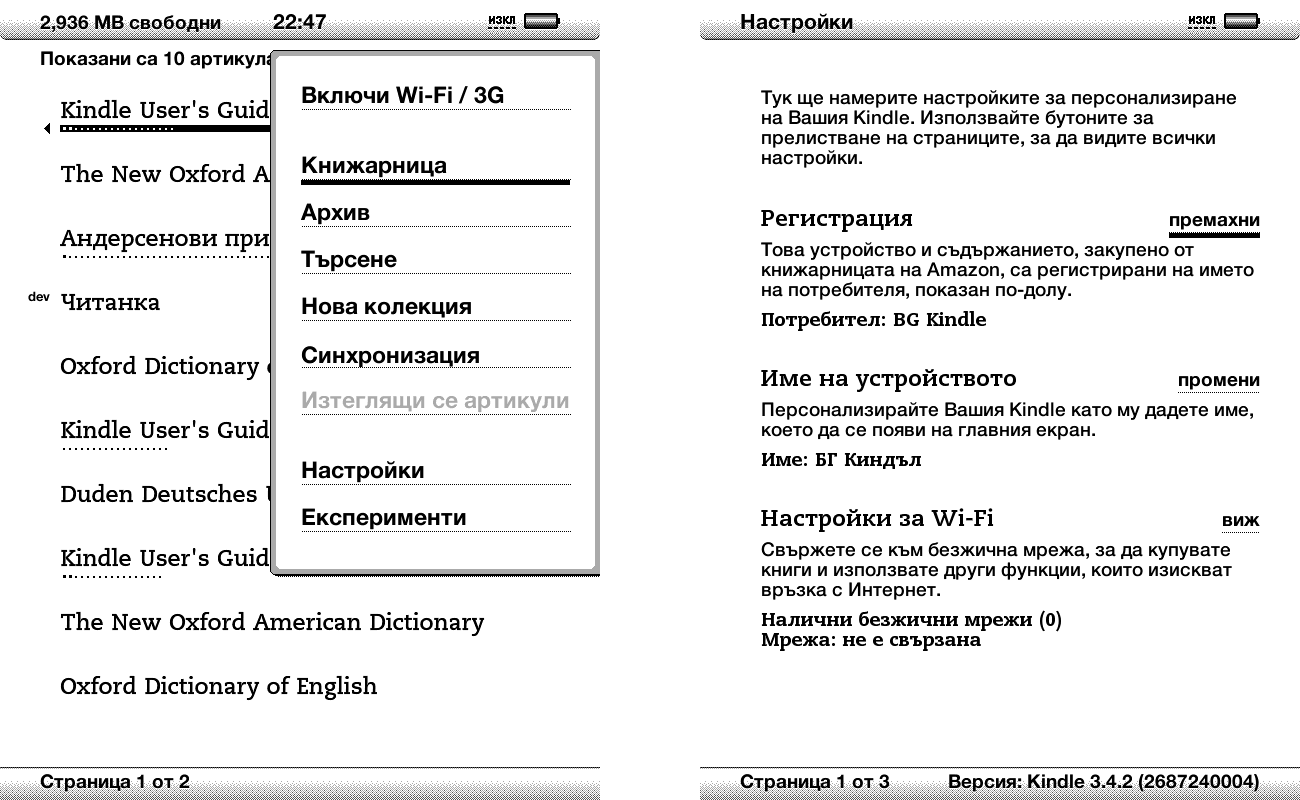 2,936 MB свободни 22:47 изкл
Показани са 10 артикула
Kindle User's Guid
The New Oxford A
Андерсенови при
dev Читанка
Oxford Dictionary
Kindle User's Guid
Duden Deutsches
Kindle User's Guid
The New Oxford American Dictionary
Oxford Dictionary of English
Страница 1 от 2
Включи Wi-Fi / 3G
Книжарница
Архив
Търсене
Нова колекция
Синхронизация
Изтеглящи се артикули
Настройки
Експерименти
Настройки изкл
Тук ще намерите настройките за персонализиране
на Вашия Kindle. Използвайте бутоните за
прелистване на страниците, за да видите всички
настройки.
Регистрация премахни
Това устройство и съдържанието, закупено от
книжарницата на Amazon, са регистрирани на името
на потребителя, показан по-долу.
Потребител: BG Kindle
Име на устройството промени
Персонализирайте Вашия Kindle като му дадете име,
което да се появи на главния екран.
Име: БГ Киндъл
Настройки за Wi-Fi виж
Свържете се към безжична мрежа, за да купувате
книги и използвате други функции, които изискват
връзка с Интернет.
Налични безжични мрежи (0)
Мрежа: не е свързана
Страница 1 от 3 Версия: Kindle 3.4.2 (2687240004)